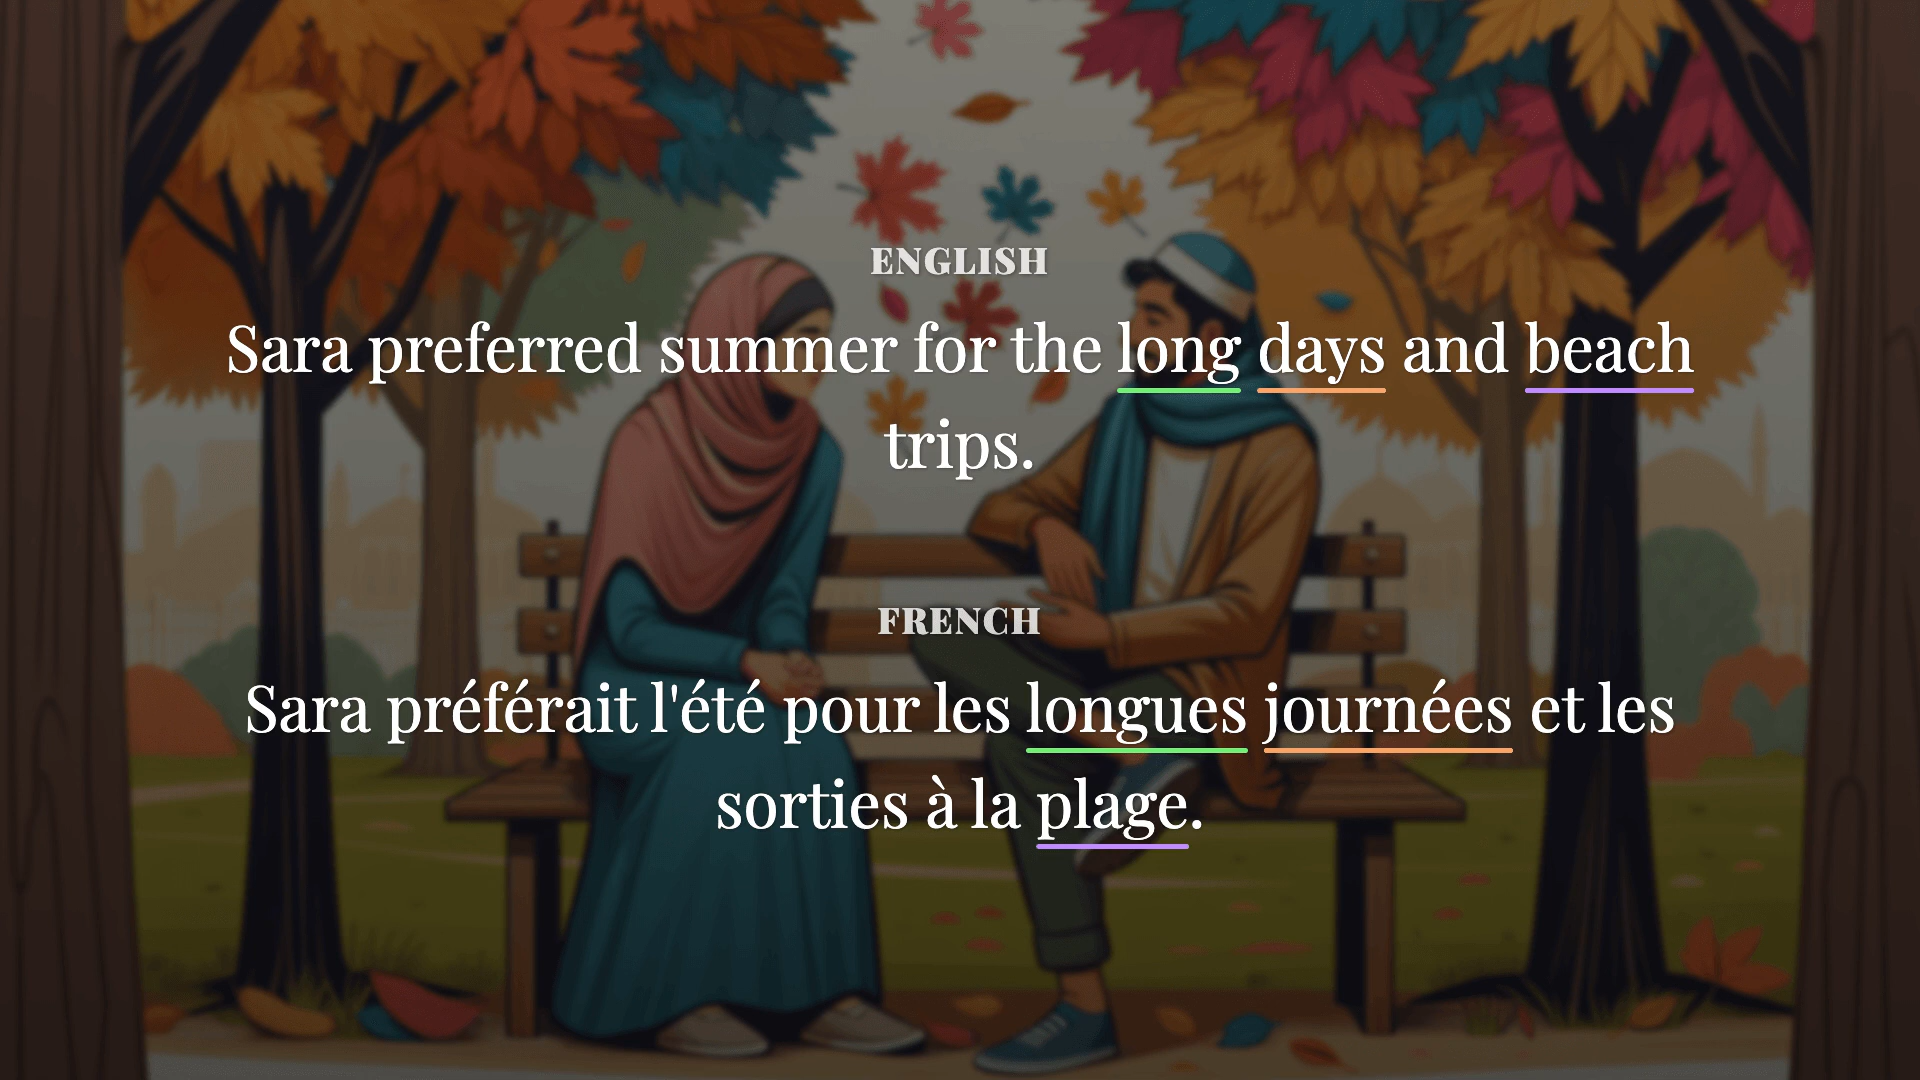 ENGLISH
Sara preferred summer for the long days and beach
trips.
FRENCH
Sara préférait l'été pour les longues journées et les
sorties à la plage.